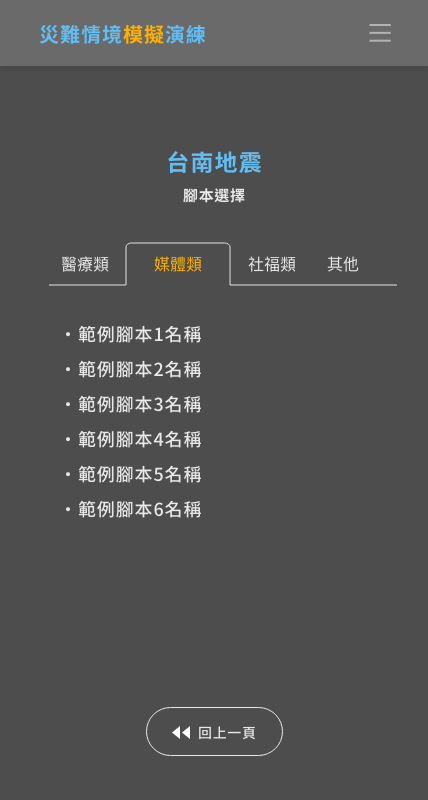 災難情境模擬演練
台南地震
腳本選擇
醫療類 媒體類 社福類 其他
・範例腳本1名稱
・範例腳本2名稱
・範例腳本3名稱
・範例腳本4名稱
・範例腳本5名稱
・範例腳本6名稱
回上一頁